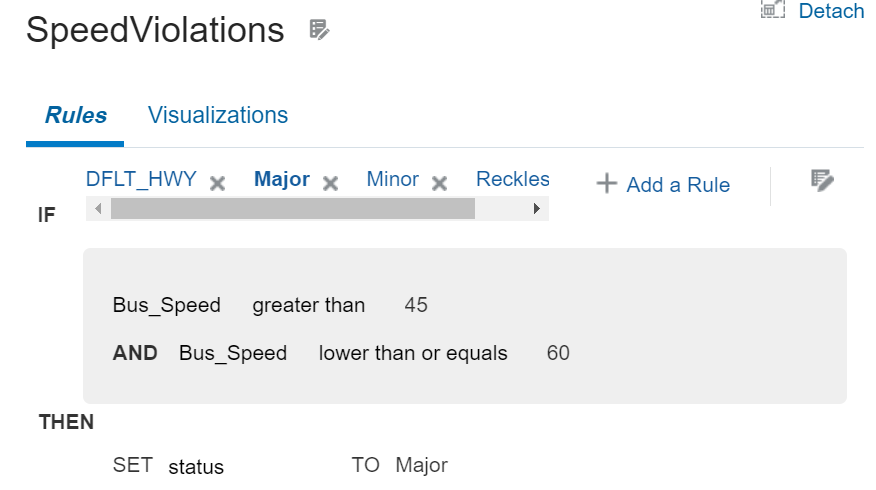 SpeedViolations
Detach
Rules Visualizations
DFLT_HWY Major Minor Reckles
Add a Rule
IF
Bus_Speed greater than 45
AND Bus_Speed lower than or equals 60
THEN
SET status TO Major